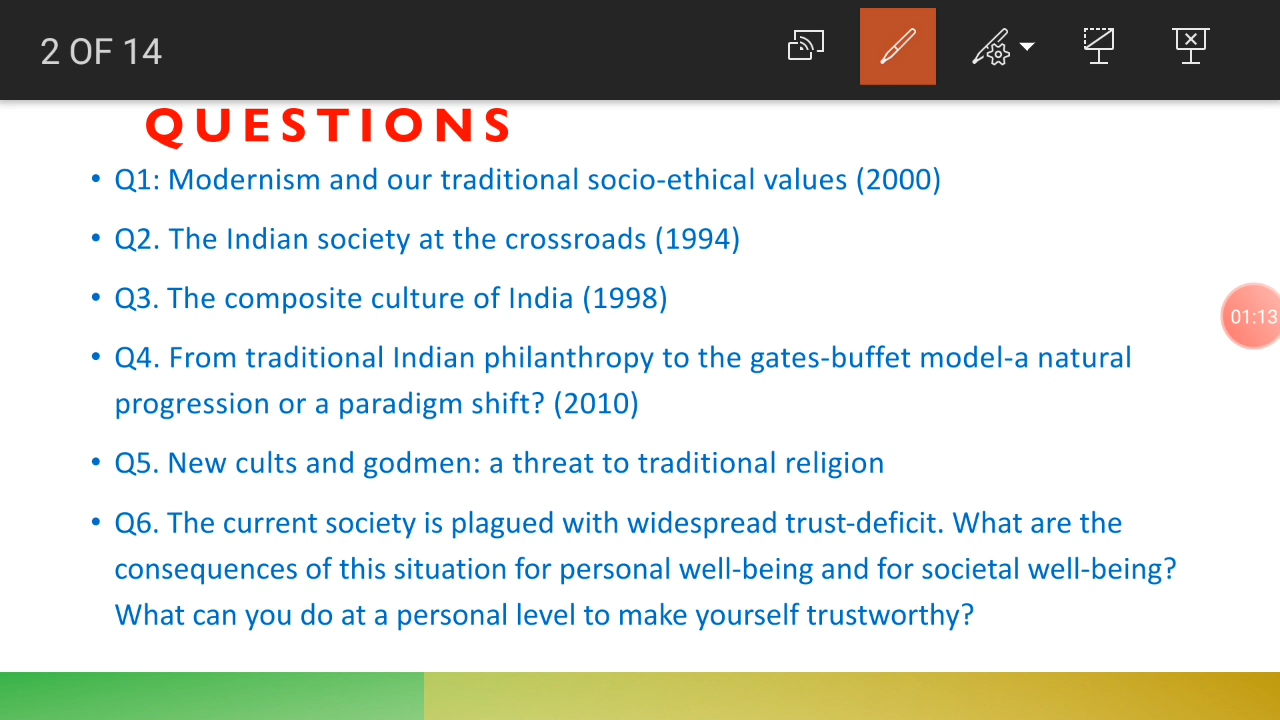 2 OF 14
QUESTIONS
• Q1: Modernism and our traditional socio-ethical values (2000)
• Q2. The Indian society at the crossroads (1994)
• Q3. The composite culture of India (1998)
01:13
• Q4. From traditional Indian philanthropy to the gates-buffet model-a natural
progression or a paradigm shift? (2010)
• Q5. New cults and godmen: a threat to traditional religion
• Q6. The current society is plagued with widespread trust-deficit. What are the
consequences of this situation for personal well-being and for societal well-being?
What can you do at a personal level to make yourself trustworthy?